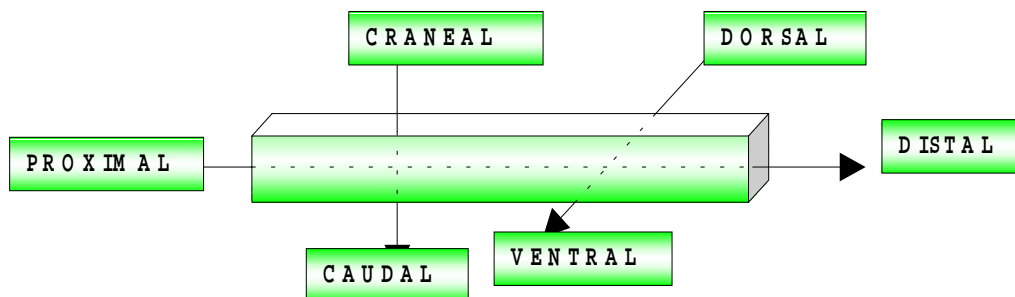 CRANEAL
DORSAL
PROXIMAL
DISTAL
CAUDAL
VENTRAL